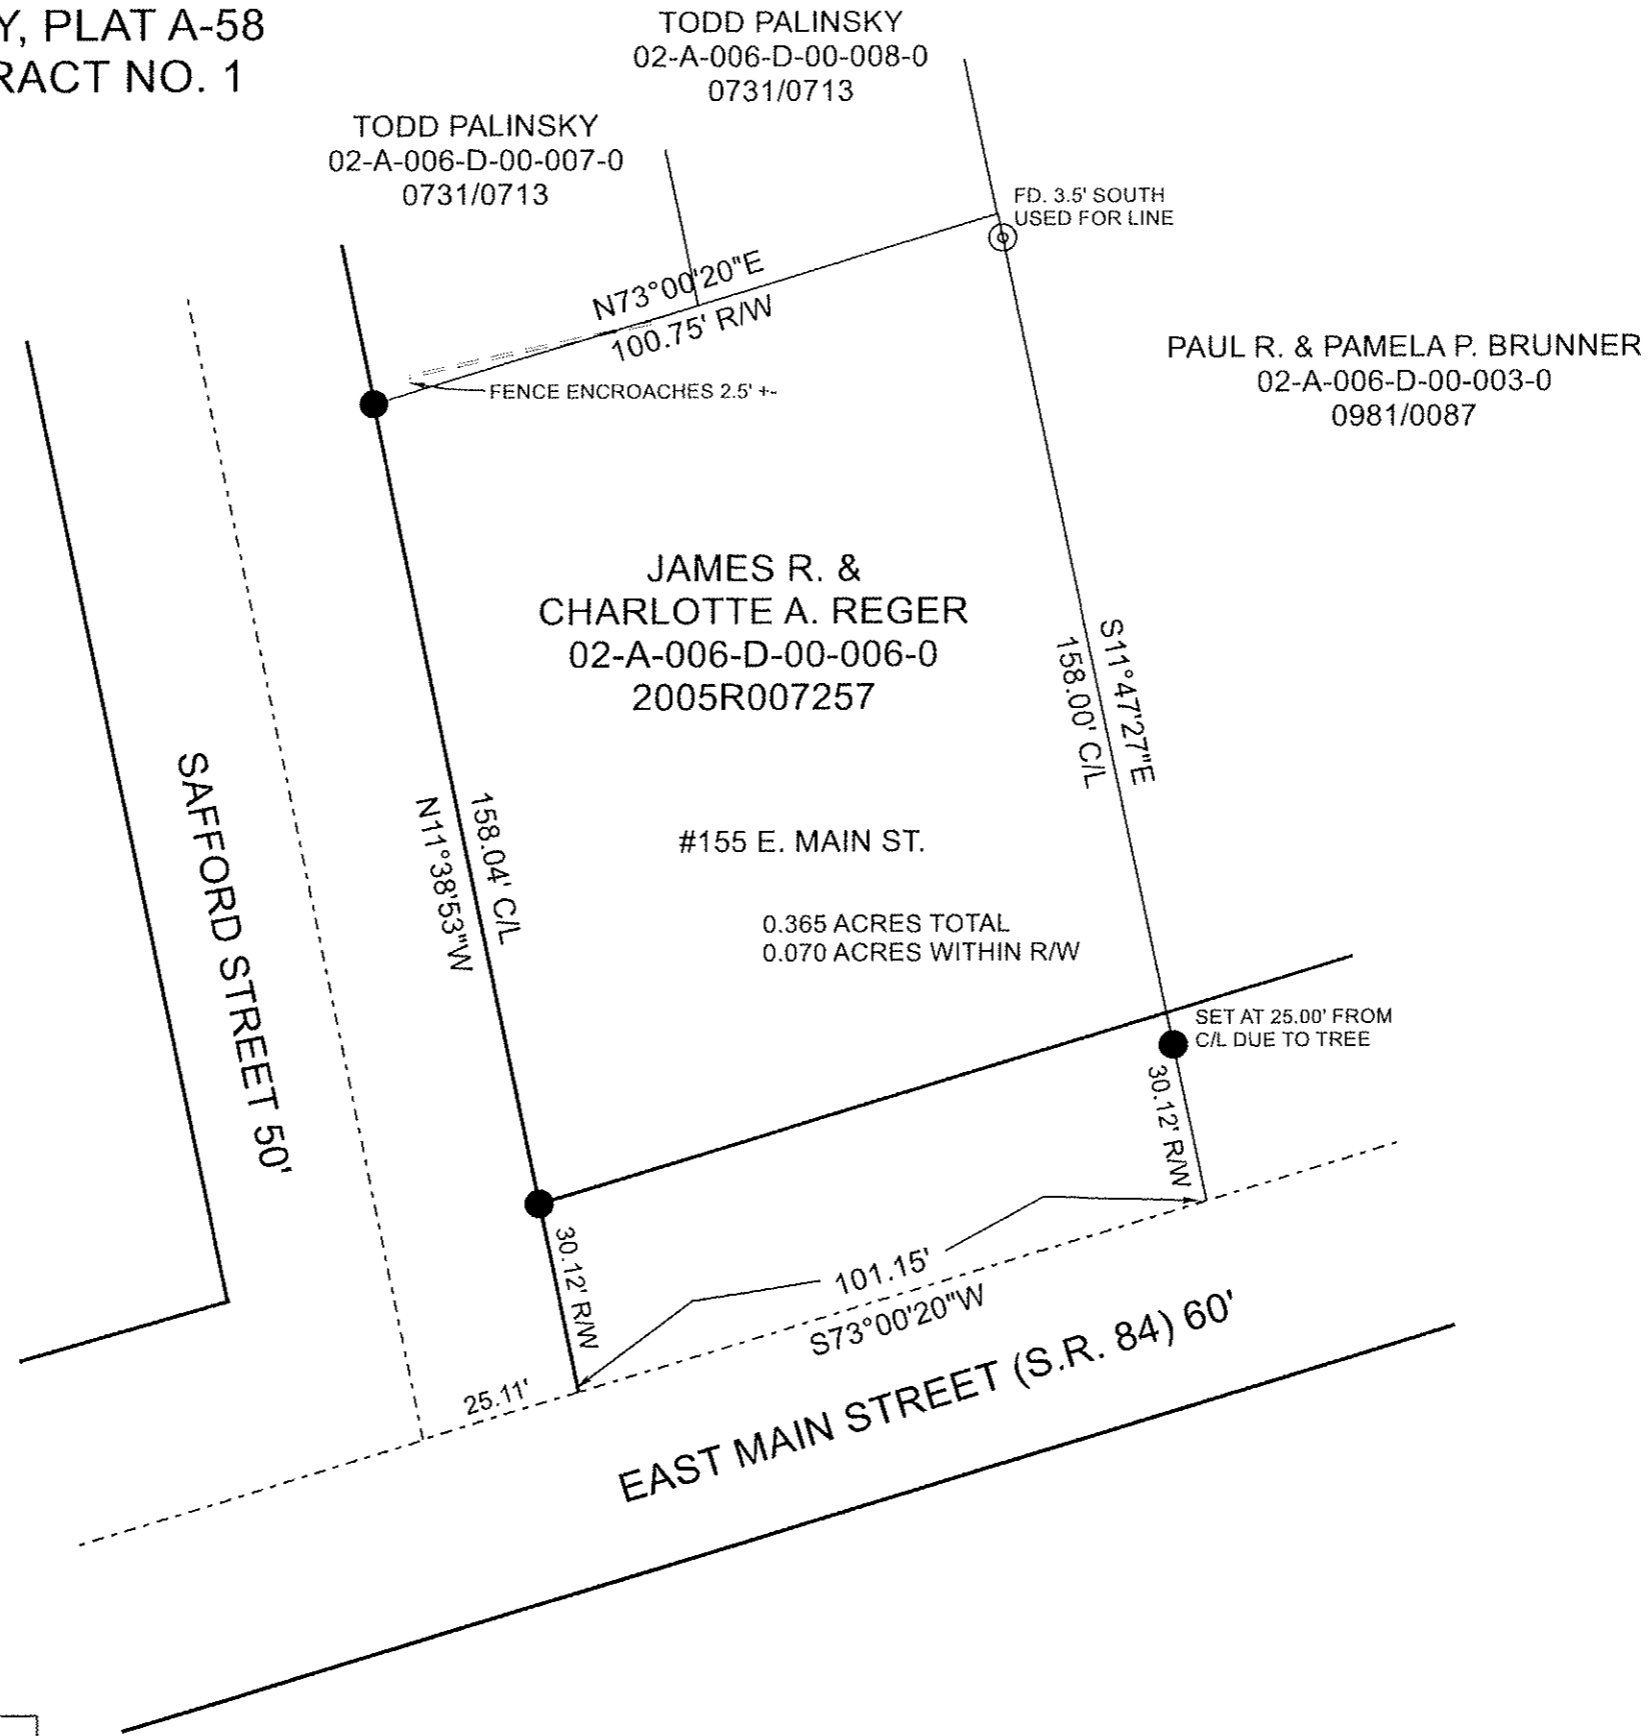 Y, PLAT A-58
RACT NO. 1
TODD PALINSKY
02-A-006-D-00-008-0
0731/0713
TODD PALINSKY
02-A-006-D-00-007-0
0731/0713
FD. 3.5' SOUTH
USED FOR LINE
N73°00'20"E
100.75' R/W
FENCE ENCROACHES 2.5' +-
PAUL R. & PAMELA P. BRUNNER
02-A-006-D-00-003-0
0981/0087
JAMES R. &
CHARLOTTE A. REGER
02-A-006-D-00-006-0
2005R007257
S11°47'27"E
158.00' C/L
SAFFORD STREET 50'
158.04' C/L
N11°38'53"W
#155 E. MAIN ST.
0.365 ACRES TOTAL
0.070 ACRES WITHIN R/W
SET AT 25.00' FROM
C/L DUE TO TREE
30.12' R/W
30.12' R/W
101.15'
S73°00'20"W
25.11'
EAST MAIN STREET (S.R. 84) 60'